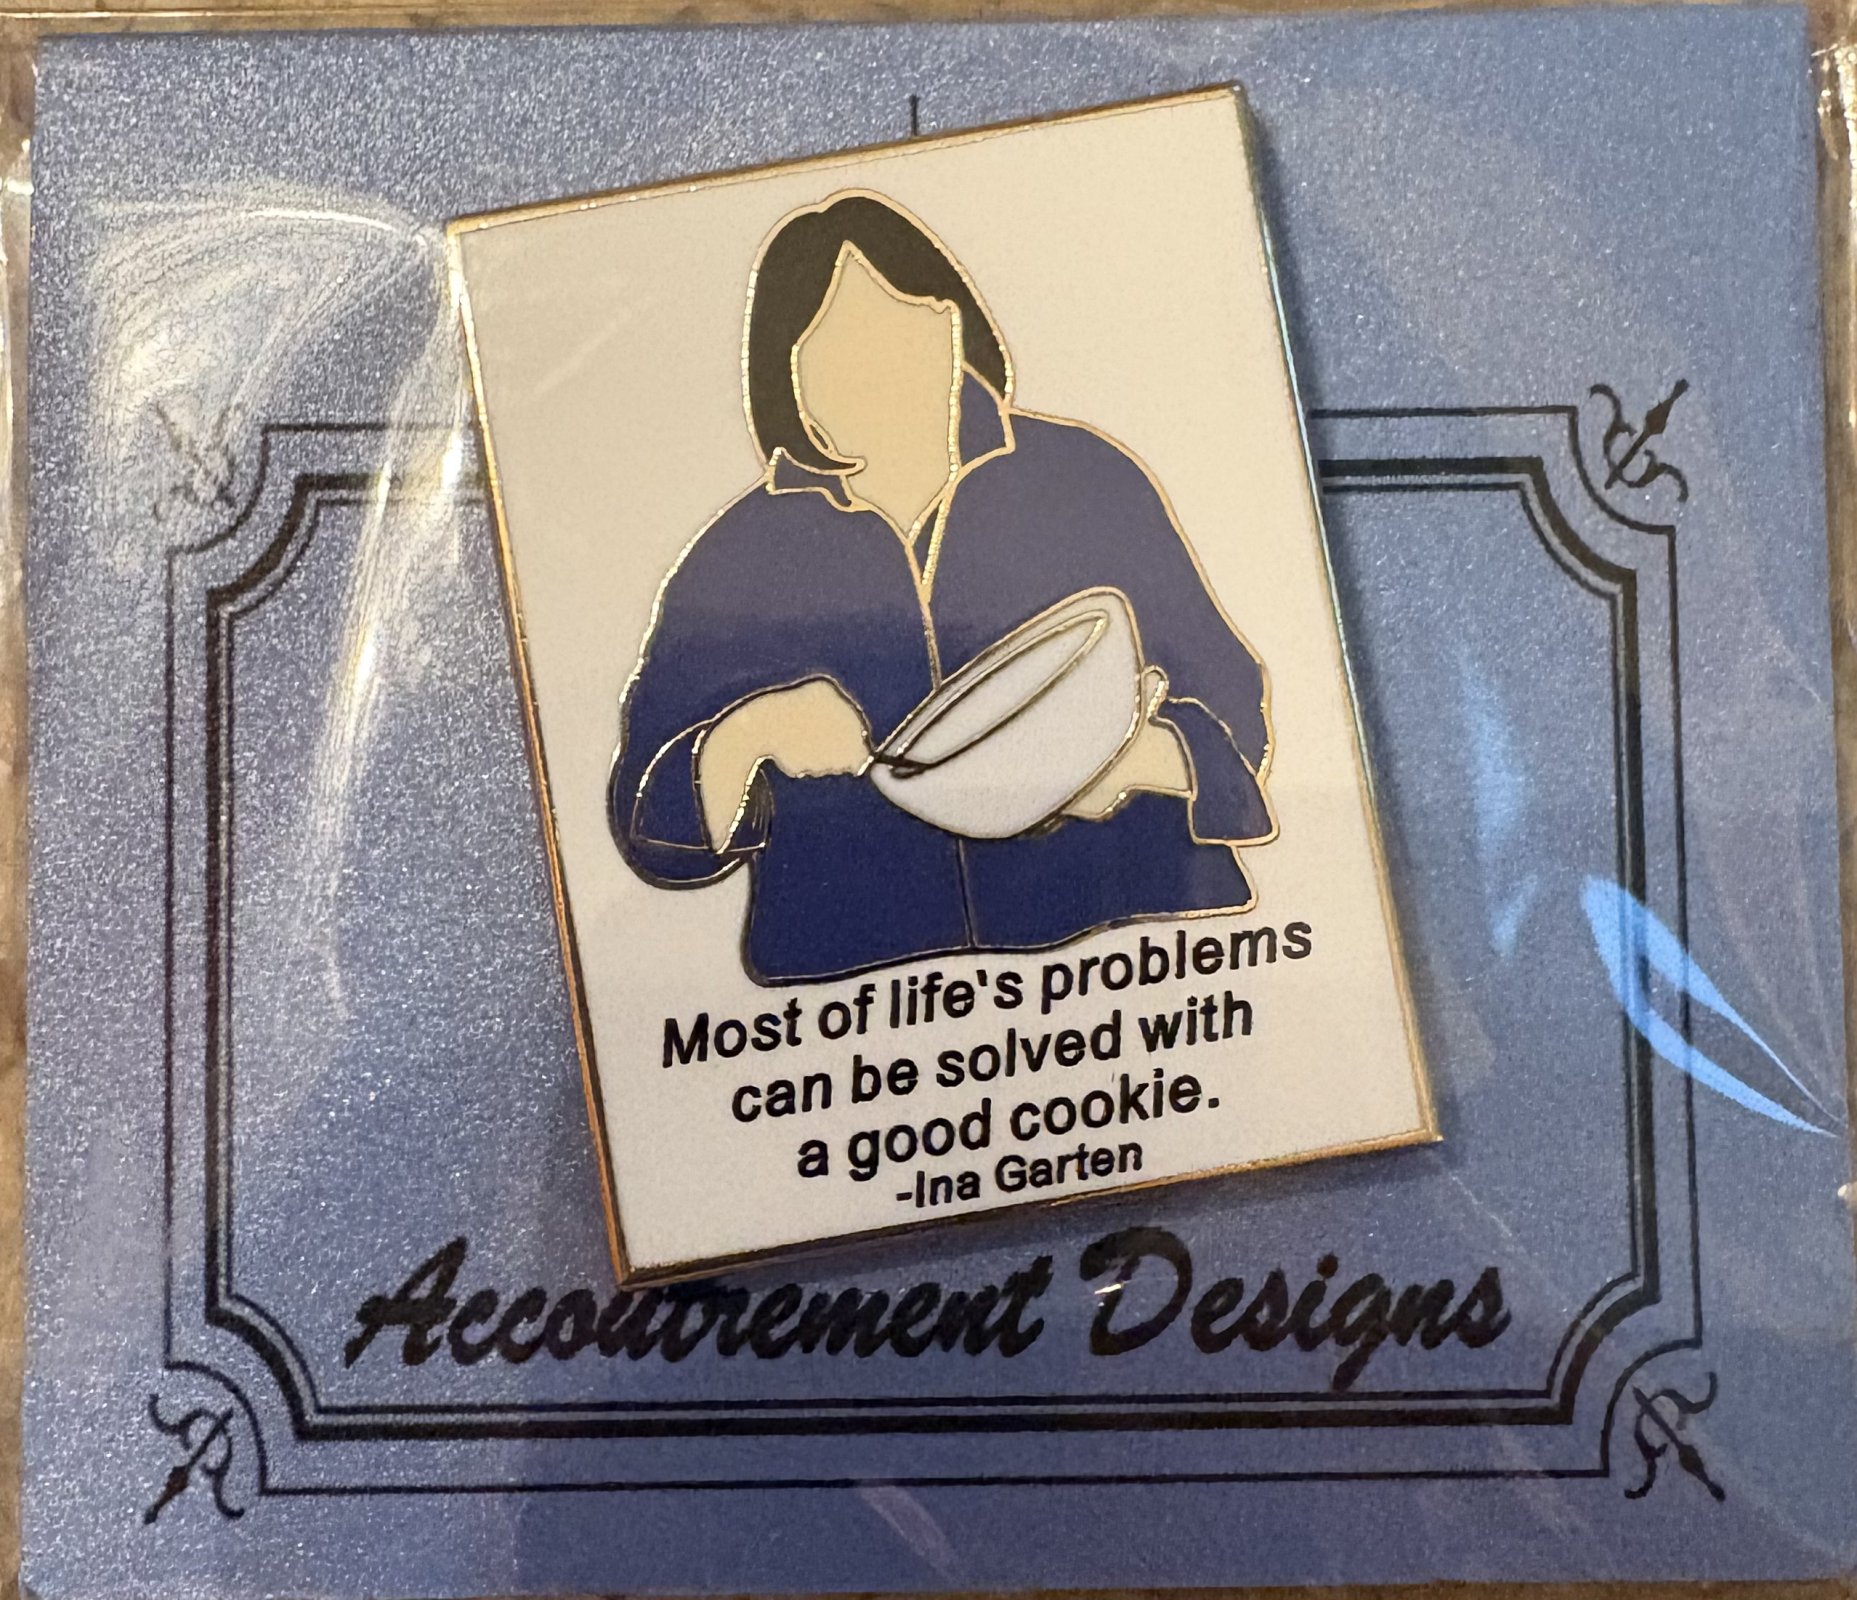 Most of life's problems
can be solved with
a good cookie.
-Ina Garten
Accoutrement Designs